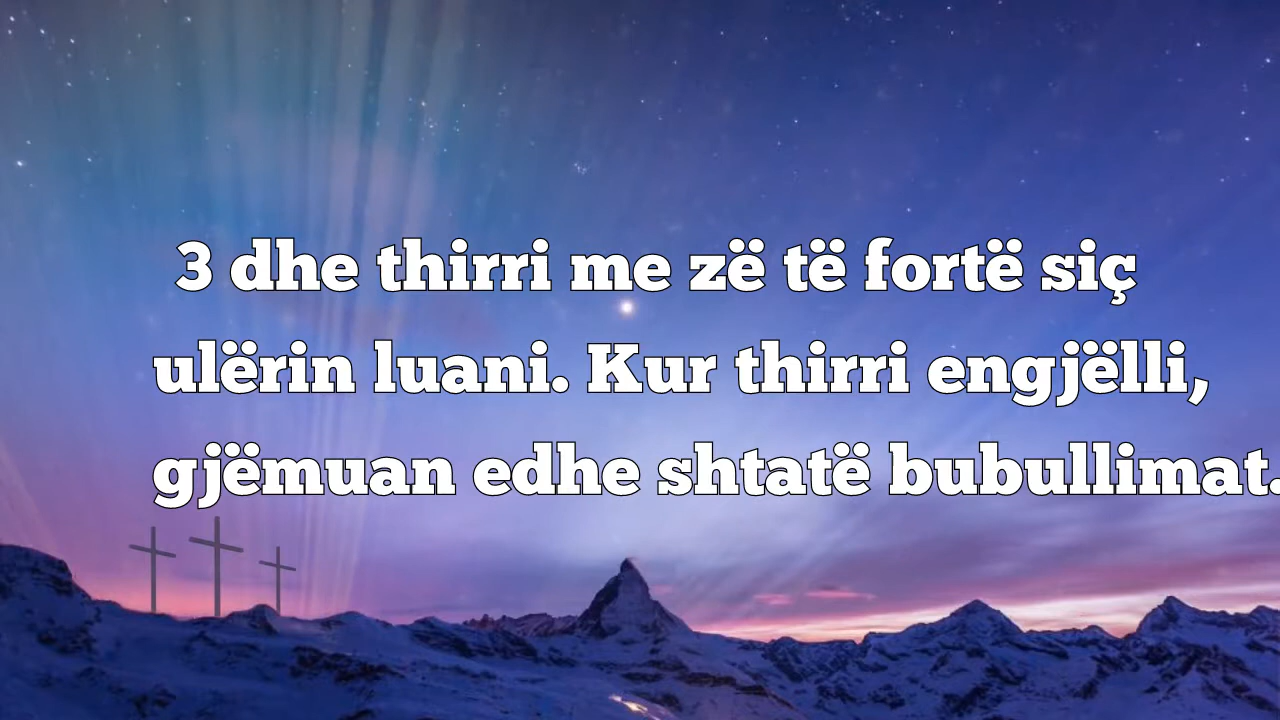 3 dhe thirri me zë të fortë siç
ulërin luani. Kur thirri engjëlli,
gjëmuan edhe shtatë bubullimat.